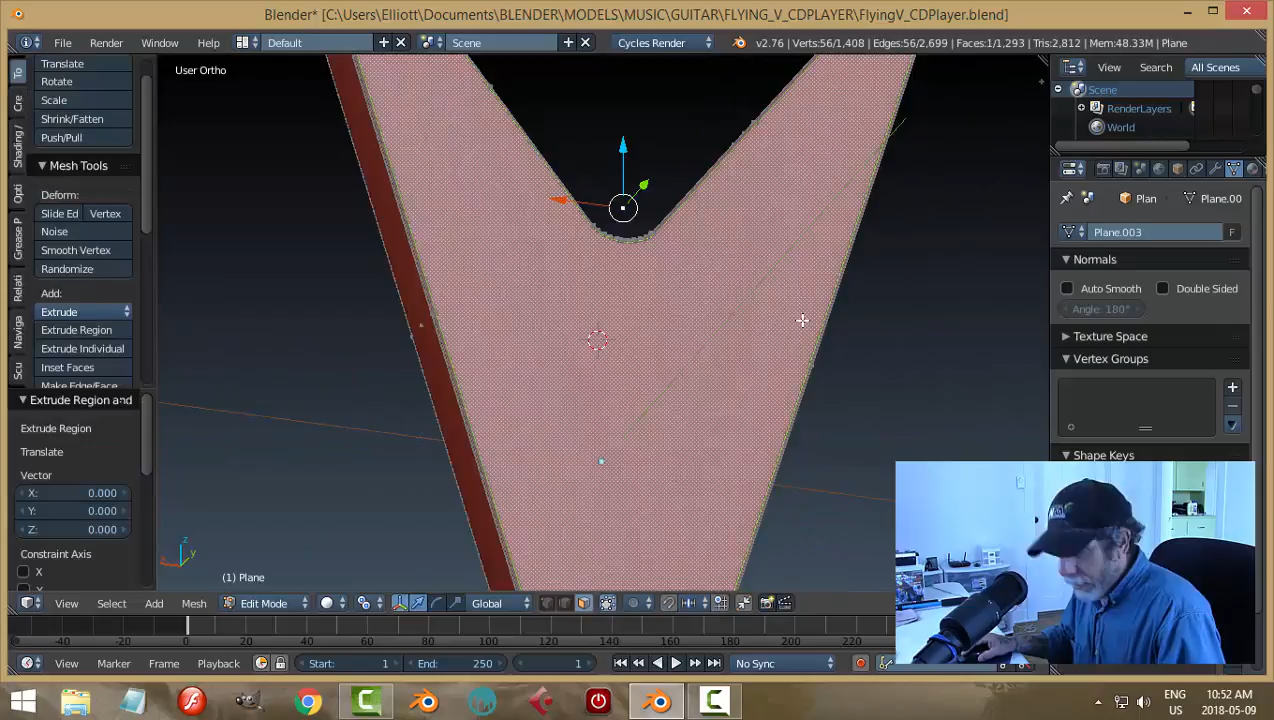 Blender* [C:\Users\Elliott\Documents\BLENDER\MODELS\MUSIC\GUITAR\FLYING_V_CDPLAYER\FlyingV_CDPlayer.blend]
File Render Window Help Default Scene Cycles Render v2.76 | Verts:56/1,408 | Edges:56/2,699 | Faces:1/1,293 | Tris:2,812 | Mem:48.33M | Plane
Translate
Rotate
Scale
Shrink/Fatten
Push/Pull
Mesh Tools
Deform:
Slide Ed Vertex
Noise
Smooth Vertex
Randomize
Add:
Extrude
Extrude Region
Extrude Individual
Inset Faces
Make Edge/Face
Extrude Region and
Extrude Region
Translate
Vector
X: 0.000
Y: 0.000
Z: 0.000
Constraint Axis
X
To
Cre
Shading /
Opti
Grease P
Relati
Naviga
Scu
User Ortho
(1) Plane
View Search All Scenes
Scene
RenderLayers
World
Plan Plane.00
Plane.003 F
Normals
Auto Smooth Double Sided
Angle: 180°
Texture Space
Vertex Groups
Shape Keys
View Select Add Mesh Edit Mode Global
-40 -20 0 20 40 60 80 100 120 140 160 180 200 220
View Marker Frame Playback Start: 1 End: 250 1 No Sync
ENG
US
10:52 AM
2018-05-09